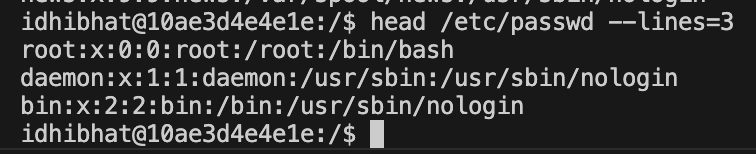 idhibhat@10ae3d4e4e1e:/$ head /etc/passwd --lines=3
root:x:0:0:root:/root:/bin/bash
daemon:x:1:1:daemon:/usr/sbin:/usr/sbin/nologin
bin:x:2:2:bin:/bin:/usr/sbin/nologin
idhibhat@10ae3d4e4e1e:/$